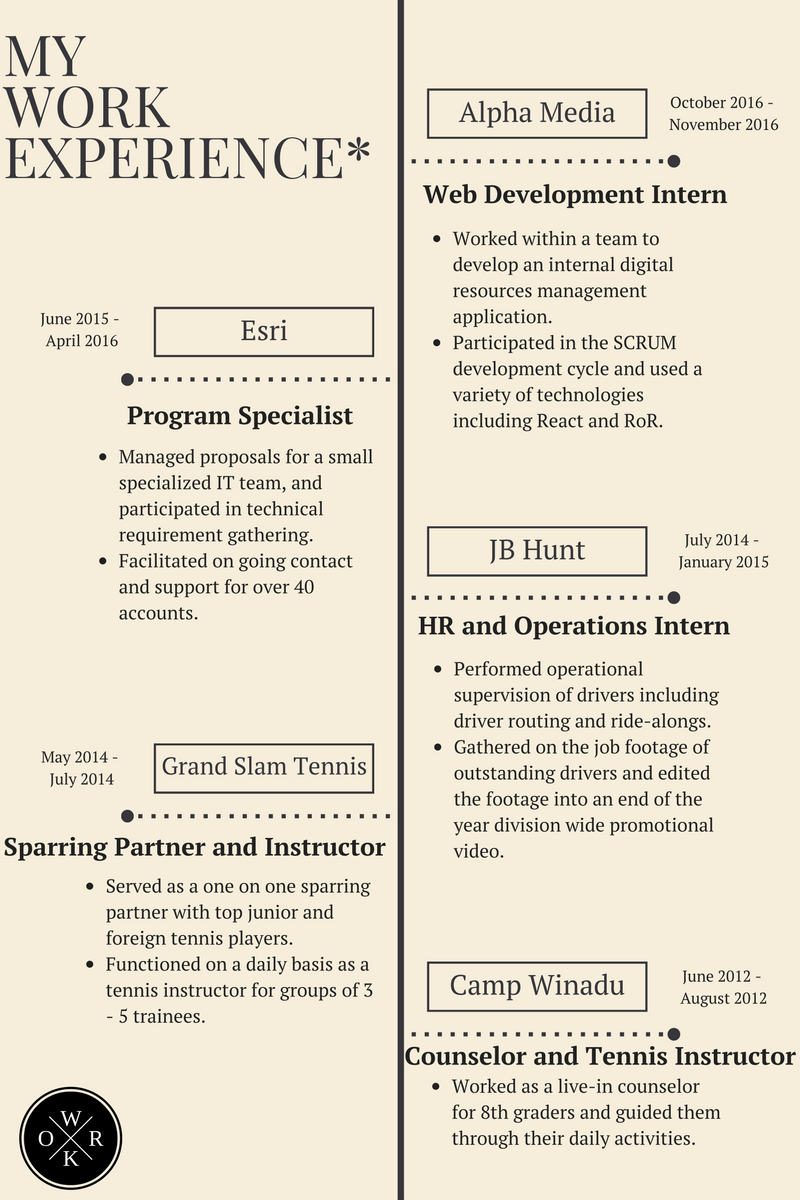 MY
WORK
EXPERIENCE*
Alpha Media
October 2016 -
November 2016
Web Development Intern
• Worked within a team to
develop an internal digital
resources management
application.
• Participated in the SCRUM
development cycle and used a
variety of technologies
including React and RoR.
June 2015 -
April 2016
Esri
Program Specialist
• Managed proposals for a small
specialized IT team, and
participated in technical
requirement gathering.
• Facilitated on going contact
and support for over 40
accounts.
JB Hunt
July 2014 -
January 2015
HR and Operations Intern
• Performed operational
supervision of drivers including
driver routing and ride-alongs.
• Gathered on the job footage of
outstanding drivers and edited
the footage into an end of the
year division wide promotional
video.
May 2014 -
July 2014
Grand Slam Tennis
Sparring Partner and Instructor
• Served as a one on one sparring
partner with top junior and
foreign tennis players.
• Functioned on a daily basis as a
tennis instructor for groups of 3
- 5 trainees.
Camp Winadu
June 2012 -
August 2012
Counselor and Tennis Instructor
• Worked as a live-in counselor
for 8th graders and guided them
through their daily activities.
W
O R
K